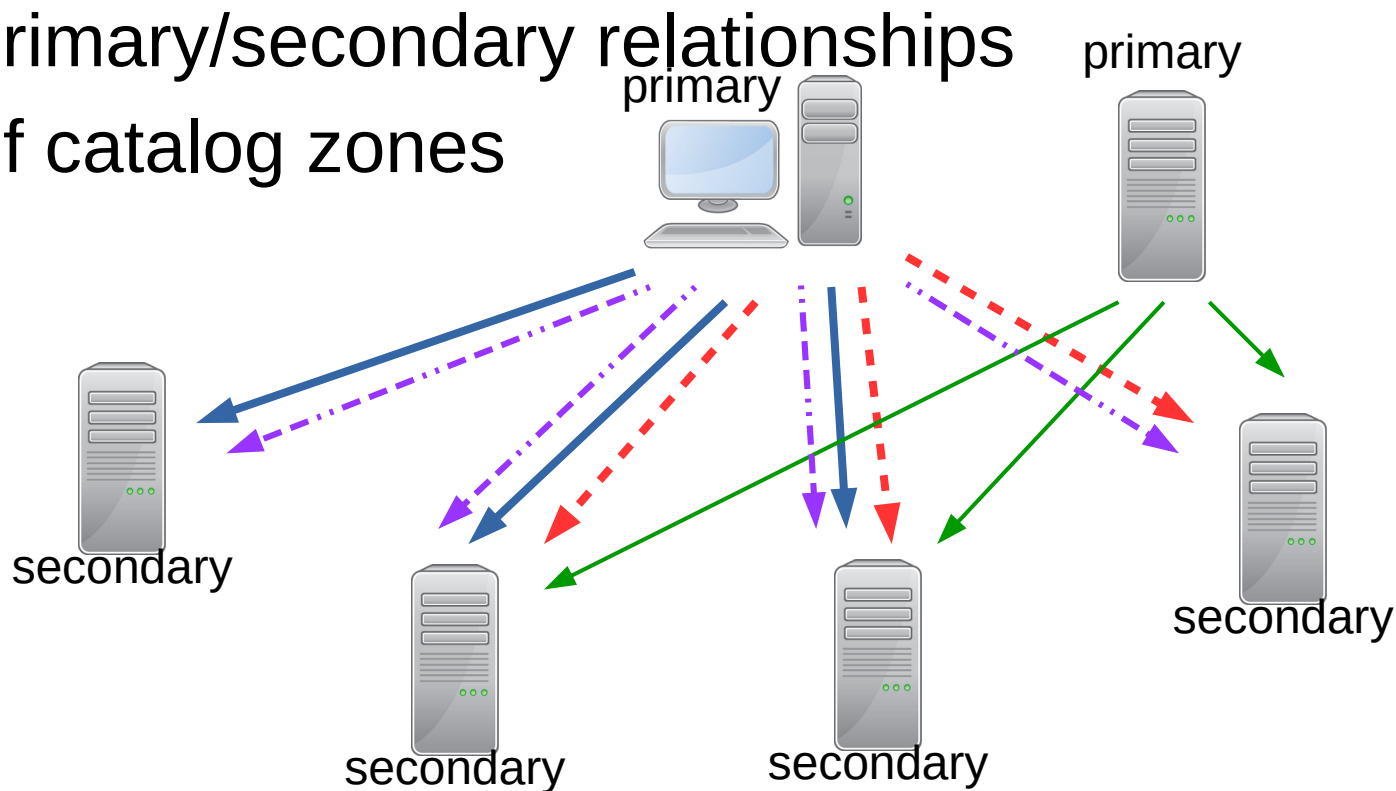 rimary/secondary relationships
f catalog zones
primary
primary
secondary
secondary
secondary
secondary